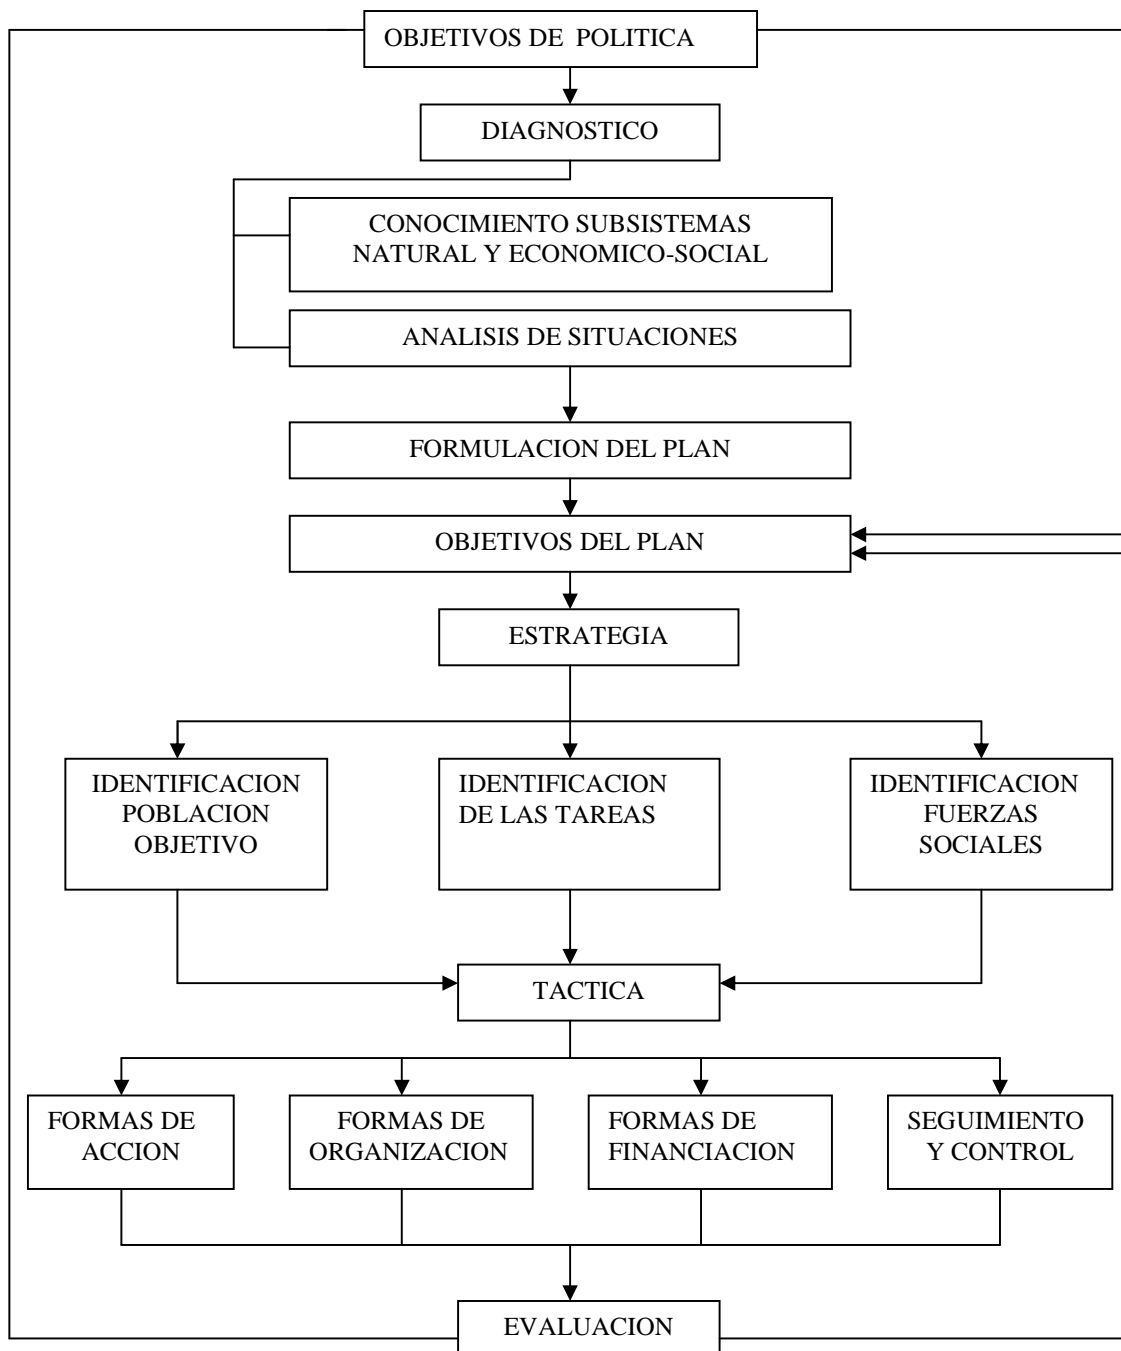 OBJETIVOS DE POLITICA
DIAGNOSTICO
CONOCIMIENTO SUBSISTEMAS
NATURAL Y ECONOMICO-SOCIAL
ANALISIS DE SITUACIONES
FORMULACION DEL PLAN
OBJETIVOS DEL PLAN
ESTRATEGIA
IDENTIFICACION
POBLACION
OBJETIVO
IDENTIFICACION
DE LAS TAREAS
IDENTIFICACION
FUERZAS
SOCIALES
TACTICA
FORMAS DE
ACCION
FORMAS DE
ORGANIZACION
FORMAS DE
FINANCIACION
SEGUIMIENTO
Y CONTROL
EVALUACION